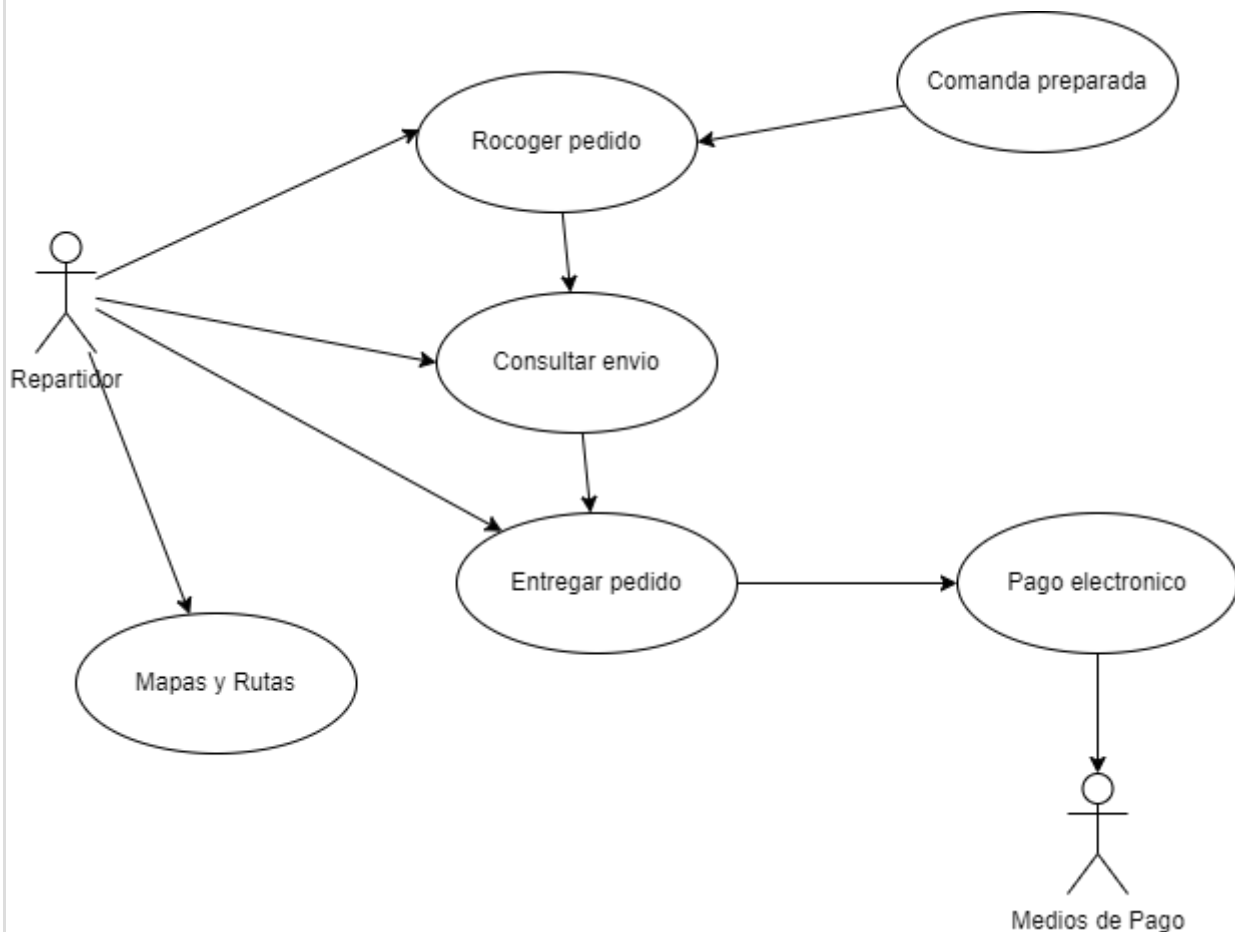 Comanda preparada
Rocoger pedido
Consultar envio
Repartidor
Entregar pedido
Pago electronico
Mapas y Rutas
Medios de Pago